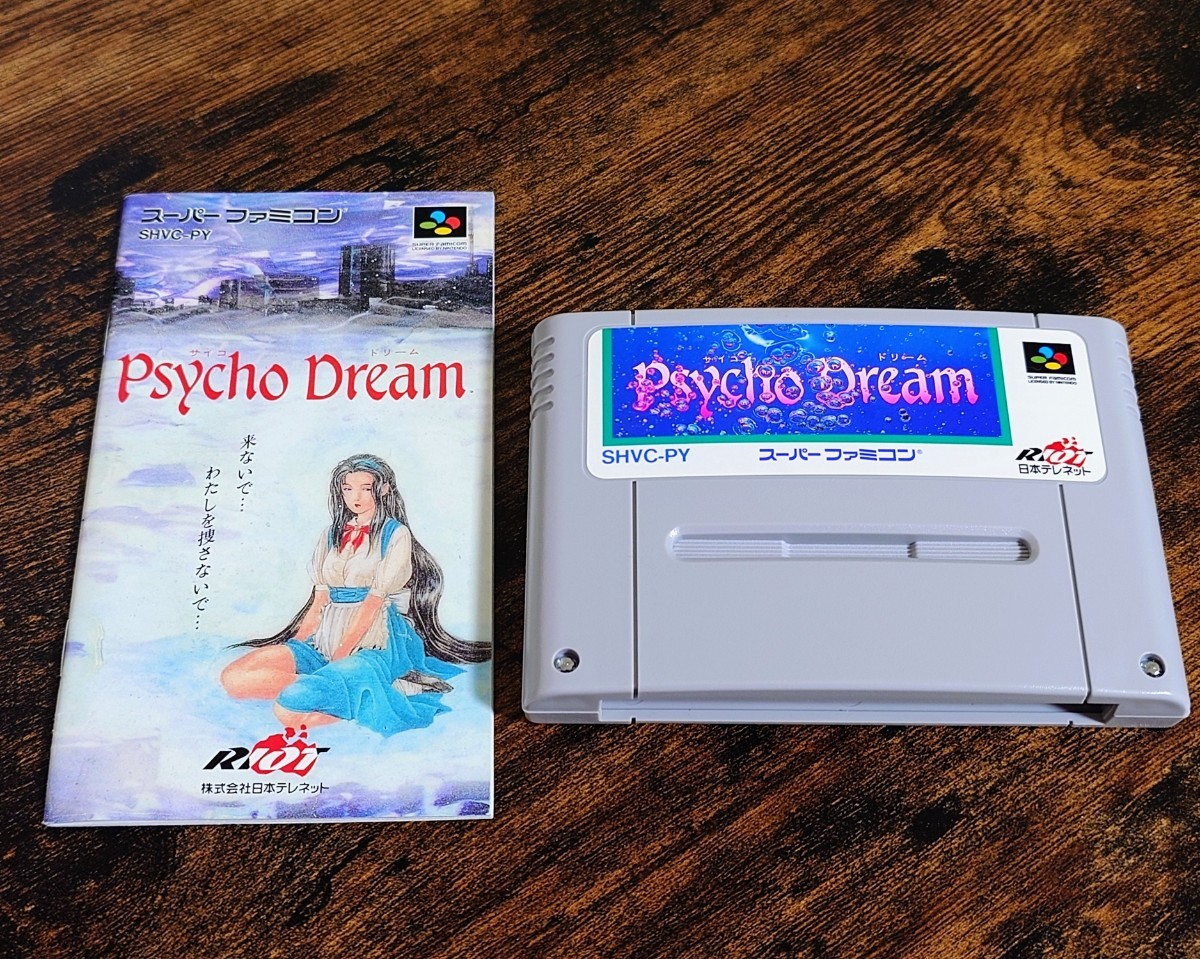 スーパーファミコン
SHVC-PY
SUPER FAMICOM
LICENSED BY NINTENDO
サイコ ドリーム
Psycho Dream™
来ないで…
わたしを捜さないで…
RIOT
株式会社日本テレネット
サイコ ドリーム
Psycho Dream
SUPER FAMICOM
LICENSED BY NINTENDO
SHVC-PY
スーパーファミコン®
RIOT
日本テレネット